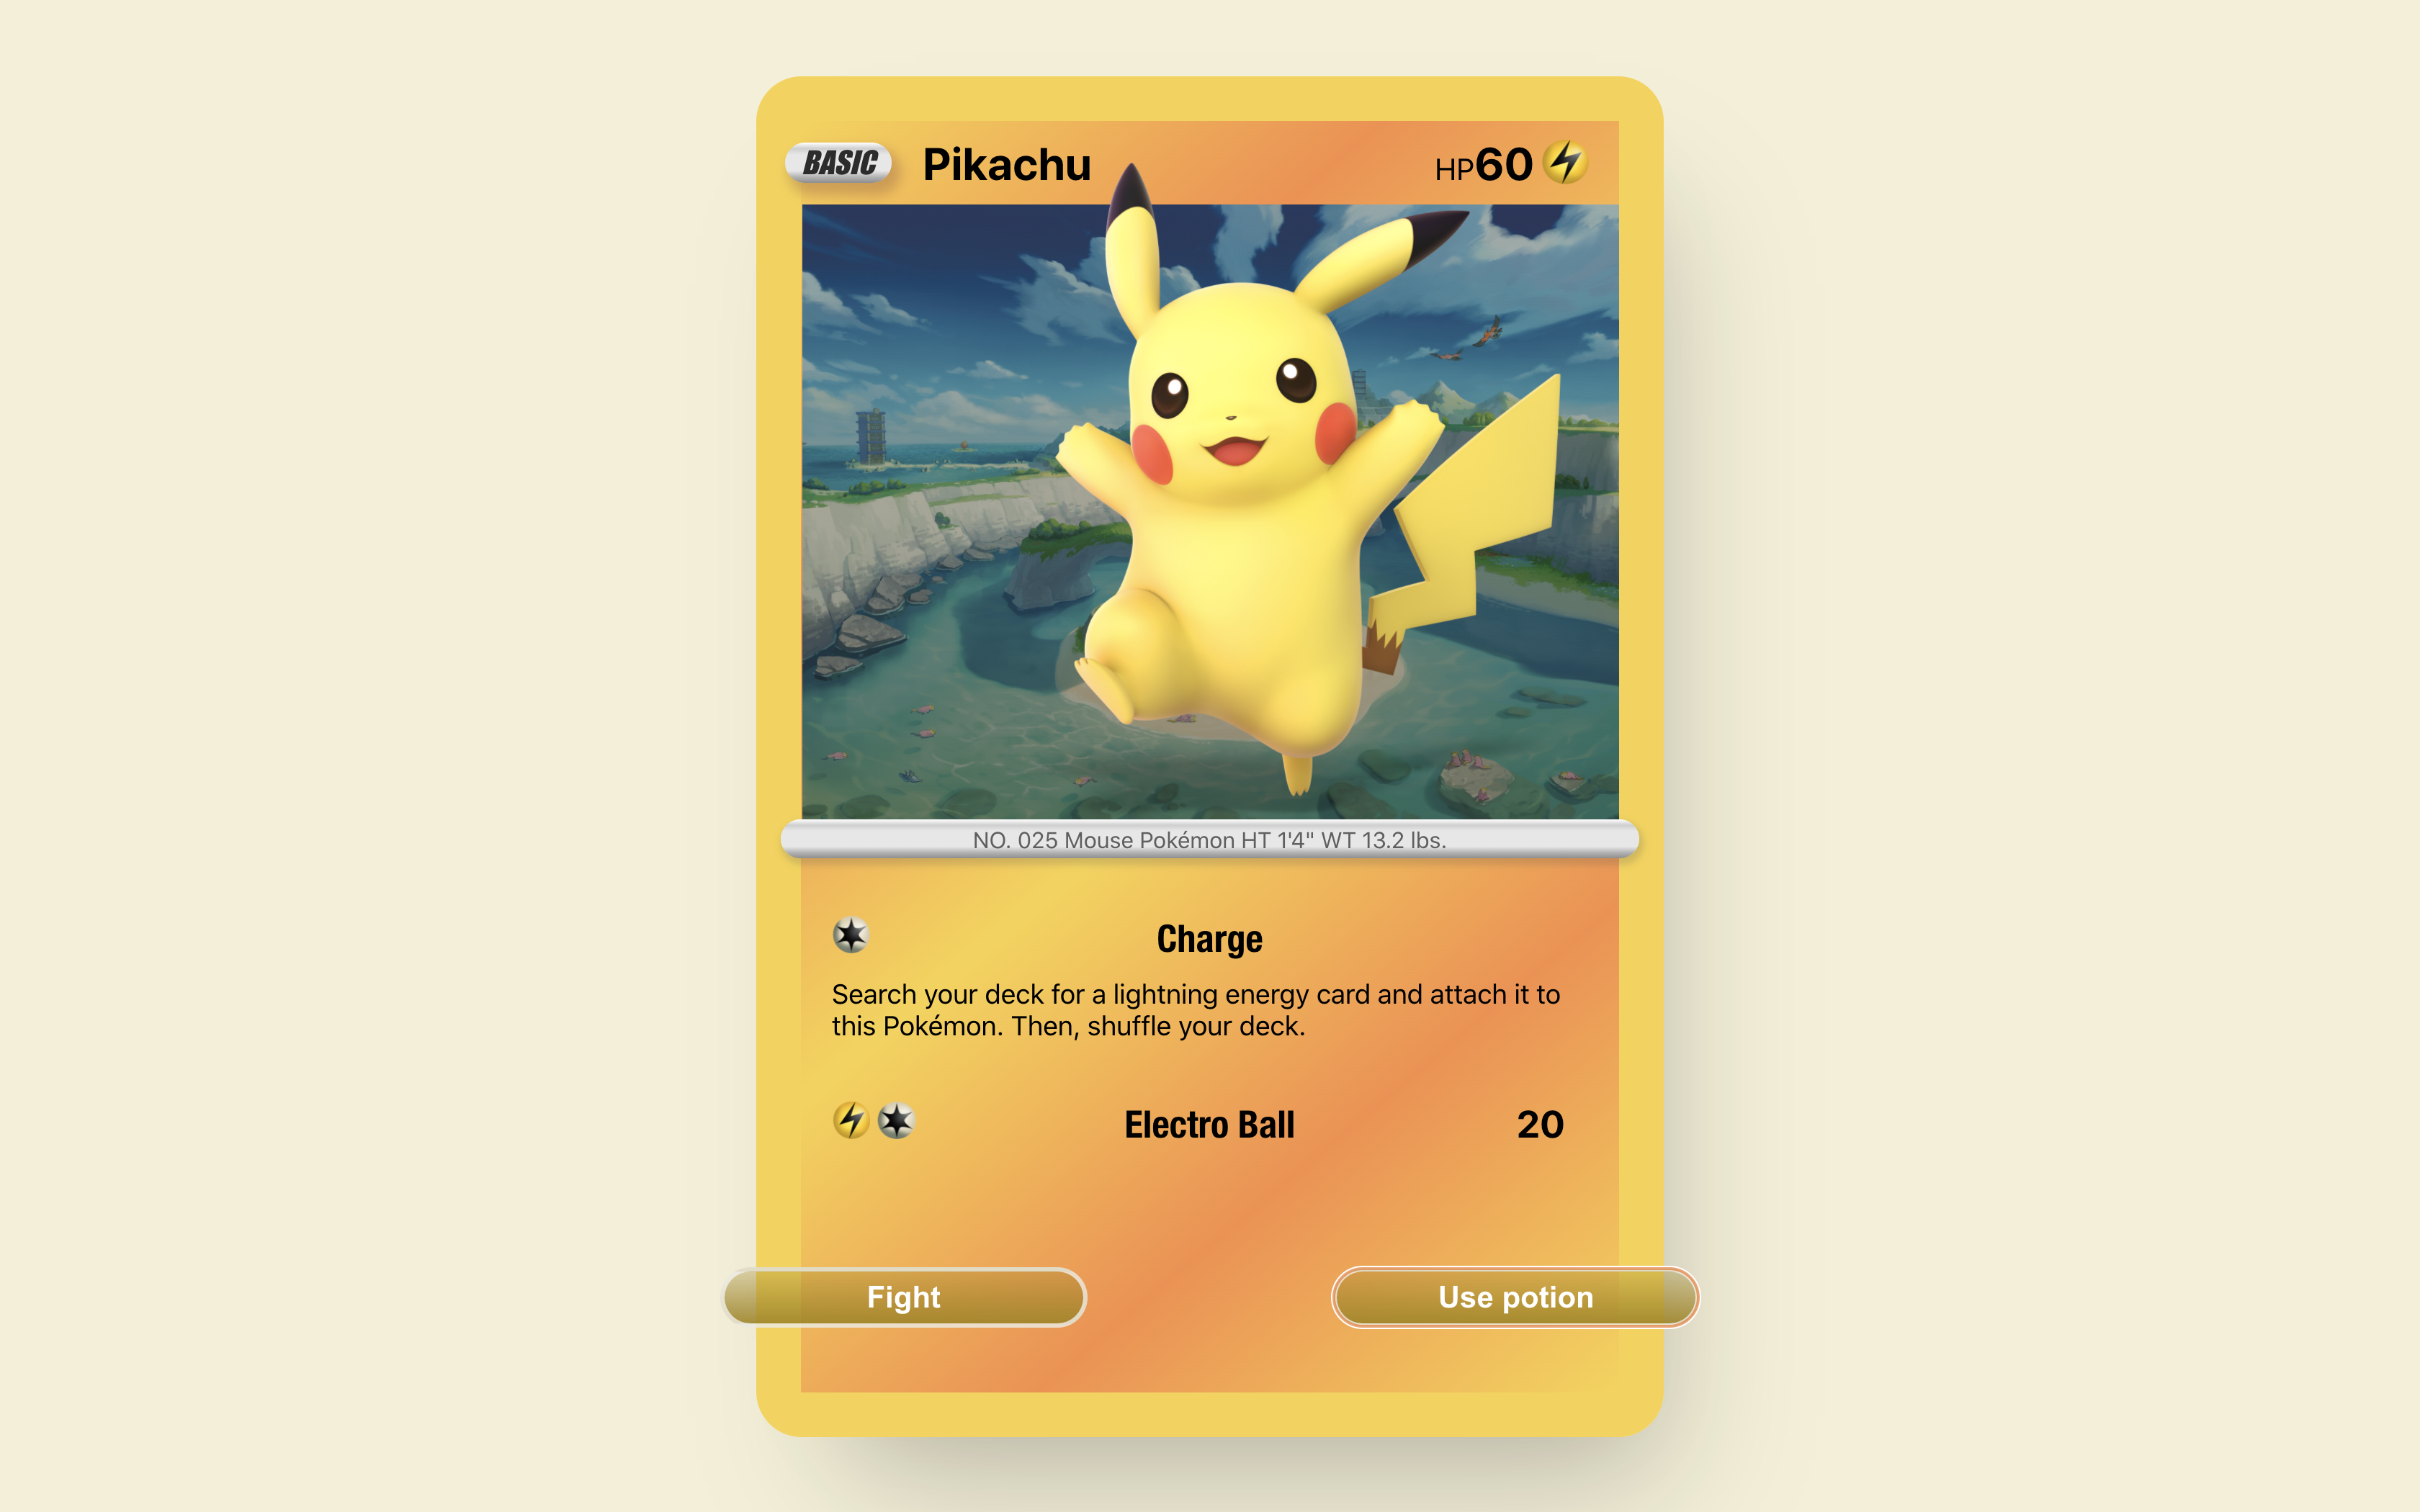 BASIC Pikachu HP60
NO. 025 Mouse Pokémon HT 1'4" WT 13.2 lbs.
Charge
Search your deck for a lightning energy card and attach it to
this Pokémon. Then, shuffle your deck.
Electro Ball 20
Fight Use potion